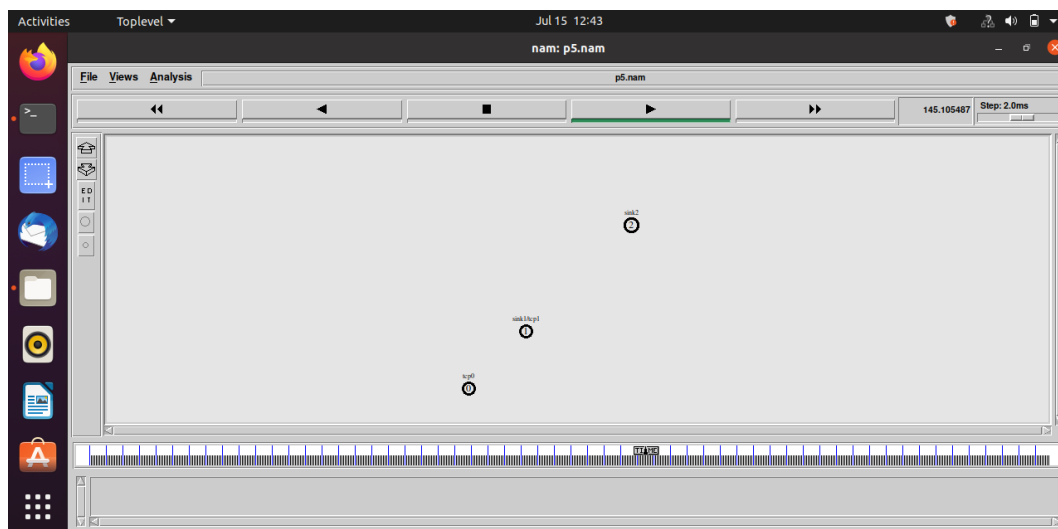 Activities Toplevel Jul 15 12:43
nam: p5.nam
File Views Analysis p5.nam
145.105487 Step: 2.0ms
>_
E D
I T
sink2
2
sink1/tcp1
1
tcp0
0
TIME